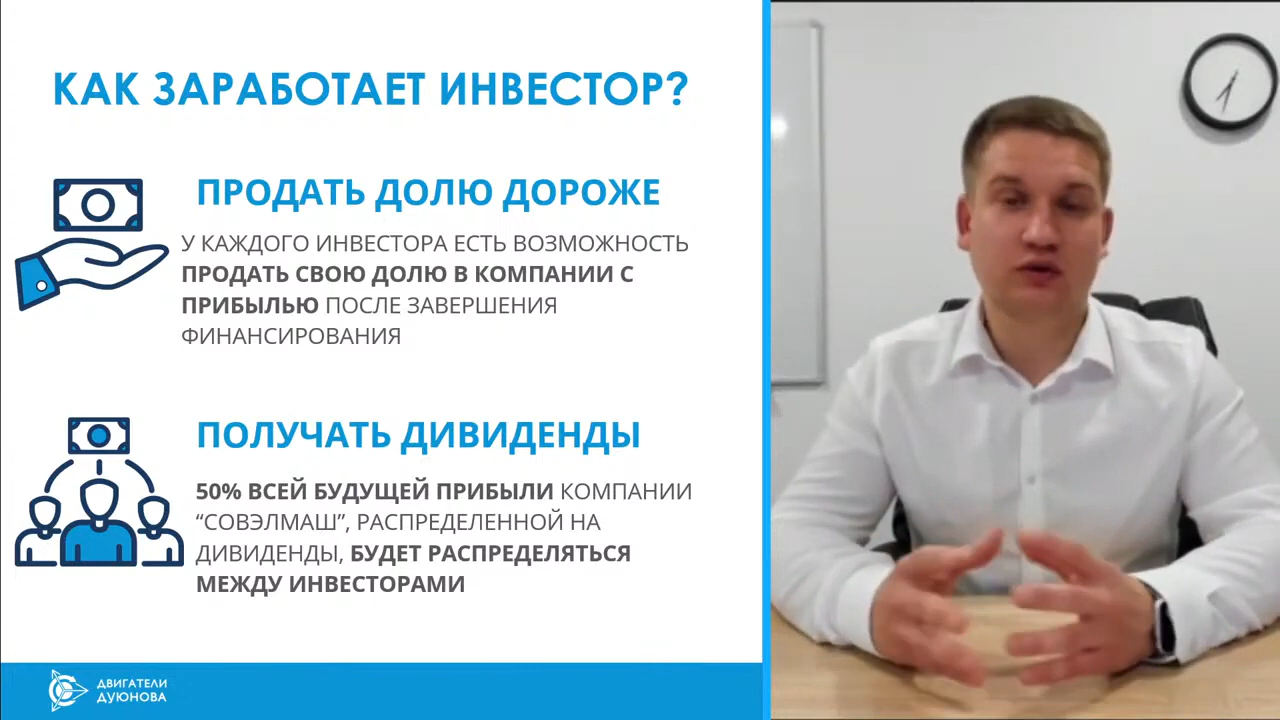 КАК ЗАРАБОТАЕТ ИНВЕСТОР?
ПРОДАТЬ ДОЛЮ ДОРОЖЕ
У КАЖДОГО ИНВЕСТОРА ЕСТЬ ВОЗМОЖНОСТЬ
ПРОДАТЬ СВОЮ ДОЛЮ В КОМПАНИИ С
ПРИБЫЛЬЮ ПОСЛЕ ЗАВЕРШЕНИЯ
ФИНАНСИРОВАНИЯ
ПОЛУЧАТЬ ДИВИДЕНДЫ
50% ВСЕЙ БУДУЩЕЙ ПРИБЫЛИ КОМПАНИИ
“СОВЭЛМАШ”, РАСПРЕДЕЛЕННОЙ НА
ДИВИДЕНДЫ, БУДЕТ РАСПРЕДЕЛЯТЬСЯ
МЕЖДУ ИНВЕСТОРАМИ
ДВИГАТЕЛИ
ДУЮНОВА